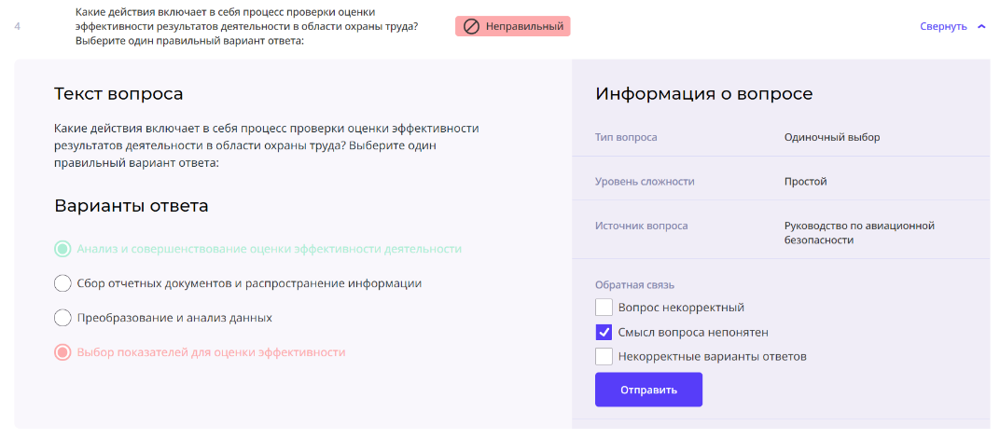 4
Какие действия включает в себя процесс проверки оценки
эффективности результатов деятельности в области охраны труда?
Выберите один правильный вариант ответа:
Неправильный
Свернуть
Текст вопроса
Какие действия включает в себя процесс проверки оценки эффективности
результатов деятельности в области охраны труда? Выберите один
правильный вариант ответа:
Варианты ответа
Анализ и совершенствование оценки эффективности деятельности
Сбор отчетных документов и распространение информации
Преобразование и анализ данных
Выбор показателей для оценки эффективности
Информация о вопросе
Тип вопроса
Одиночный выбор
Уровень сложности
Простой
Источник вопроса
Руководство по авиационной
безопасности
Обратная связь
Вопрос некорректный
Смысл вопроса непонятен
Некорректные варианты ответов
Отправить